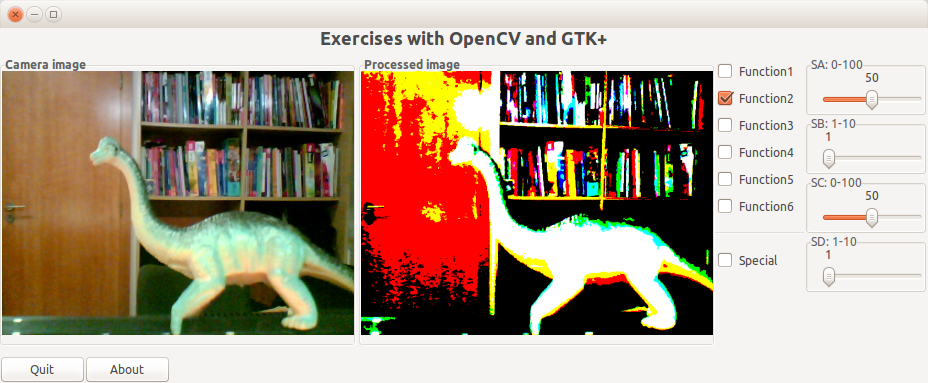 Exercises with OpenCV and GTK+
Camera image
Processed image
Function1
Function2
Function3
Function4
Function5
Function6
Special
SA: 0-100
50
SB: 1-10
1
SC: 0-100
50
SD: 1-10
1
Quit
About